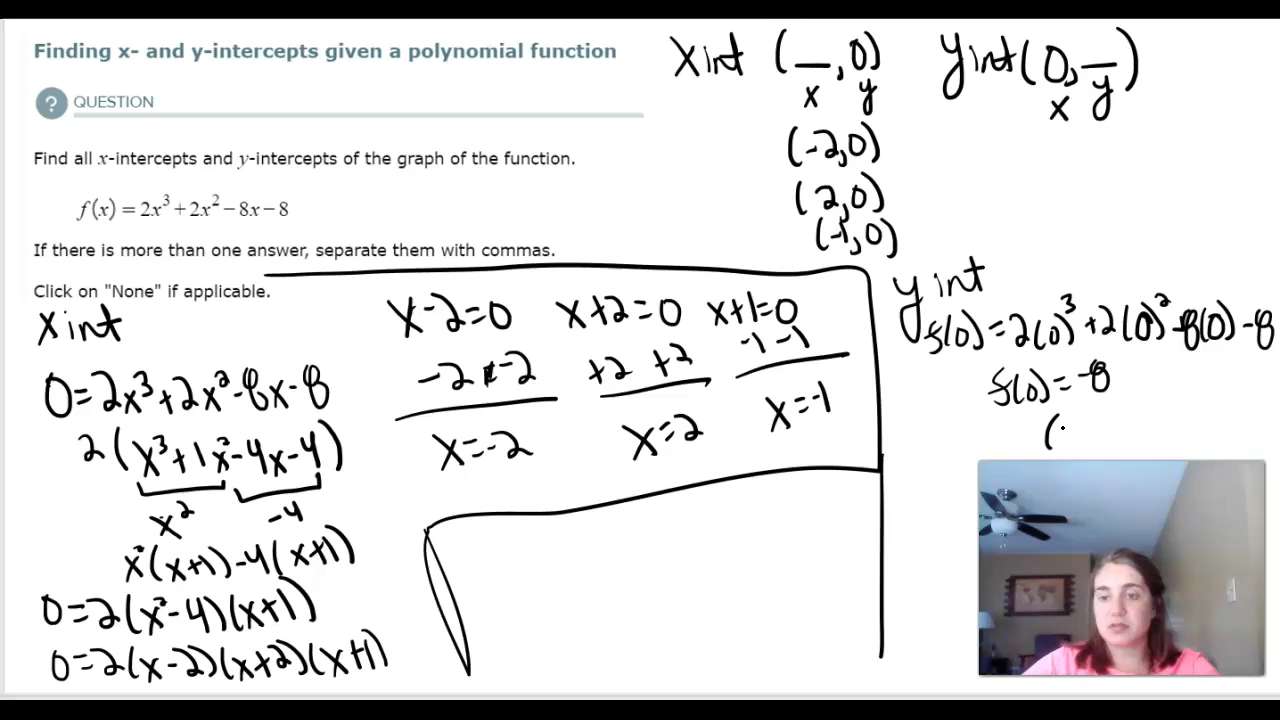 Finding x- and y-intercepts given a polynomial function
? QUESTION
Find all x-intercepts and y-intercepts of the graph of the function.
f(x) = 2x³ + 2x² − 8x − 8
If there is more than one answer, separate them with commas.
Click on "None" if applicable.
x int
0 = 2x³ + 2x² - 8x - 8
2(x³ + 1x² - 4x - 4)
x² -4
x²(x+1) - 4(x+1)
0 = 2(x² - 4)(x+1)
0 = 2(x-2)(x+2)(x+1)
x - 2 = 0 x + 2 = 0 x + 1 = 0
-2 -2 +2 +2 -1 -1
x = -2 x = 2 x = -1
x int ( __, 0) y int (0, __)
x y x y
(-2, 0)
(2, 0)
(-1, 0)
y int
f(0) = 2(0)³ + 2(0)² - 8(0) - 8
f(0) = -8
(